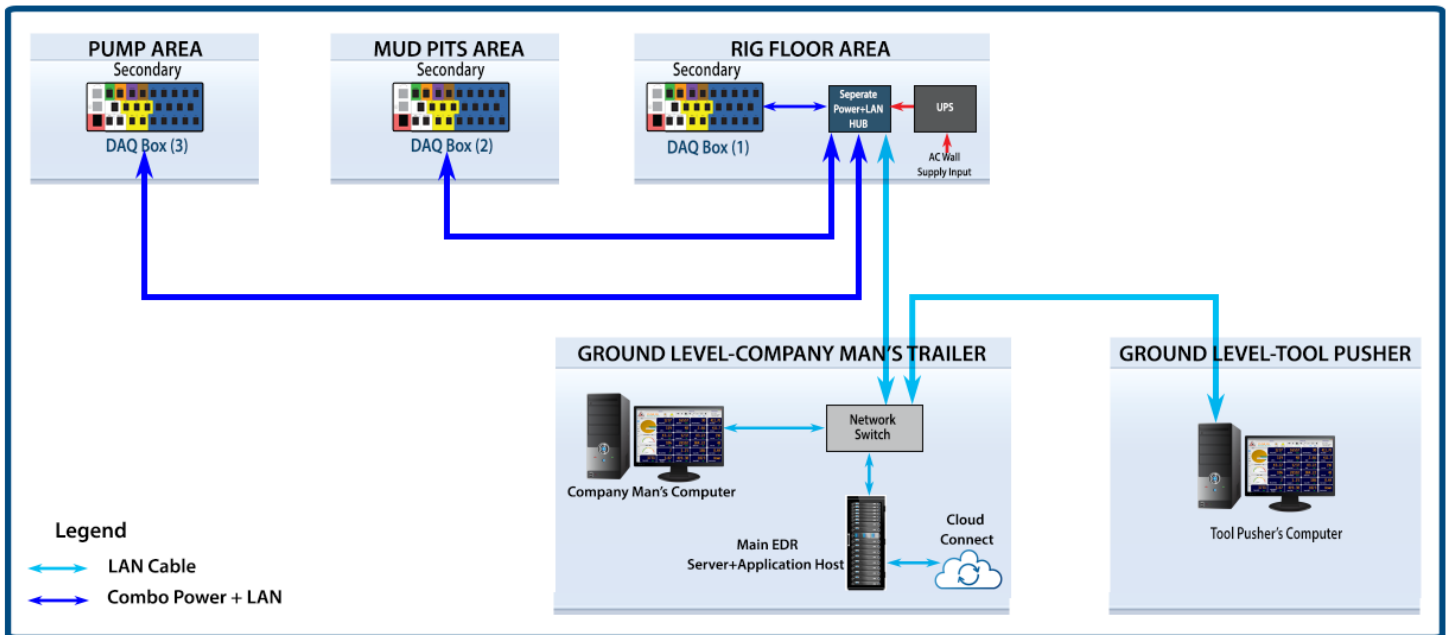 PUMP AREA
Secondary
DAQ Box (3)
MUD PITS AREA
Secondary
DAQ Box (2)
RIG FLOOR AREA
Secondary
DAQ Box (1)
Seperate
Power+LAN
HUB
UPS
AC Wall
Supply Input
GROUND LEVEL-COMPANY MAN'S TRAILER
Network
Switch
Company Man's Computer
Main EDR
Server+Application Host
Cloud
Connect
GROUND LEVEL-TOOL PUSHER
Tool Pusher's Computer
Legend
LAN Cable
Combo Power + LAN